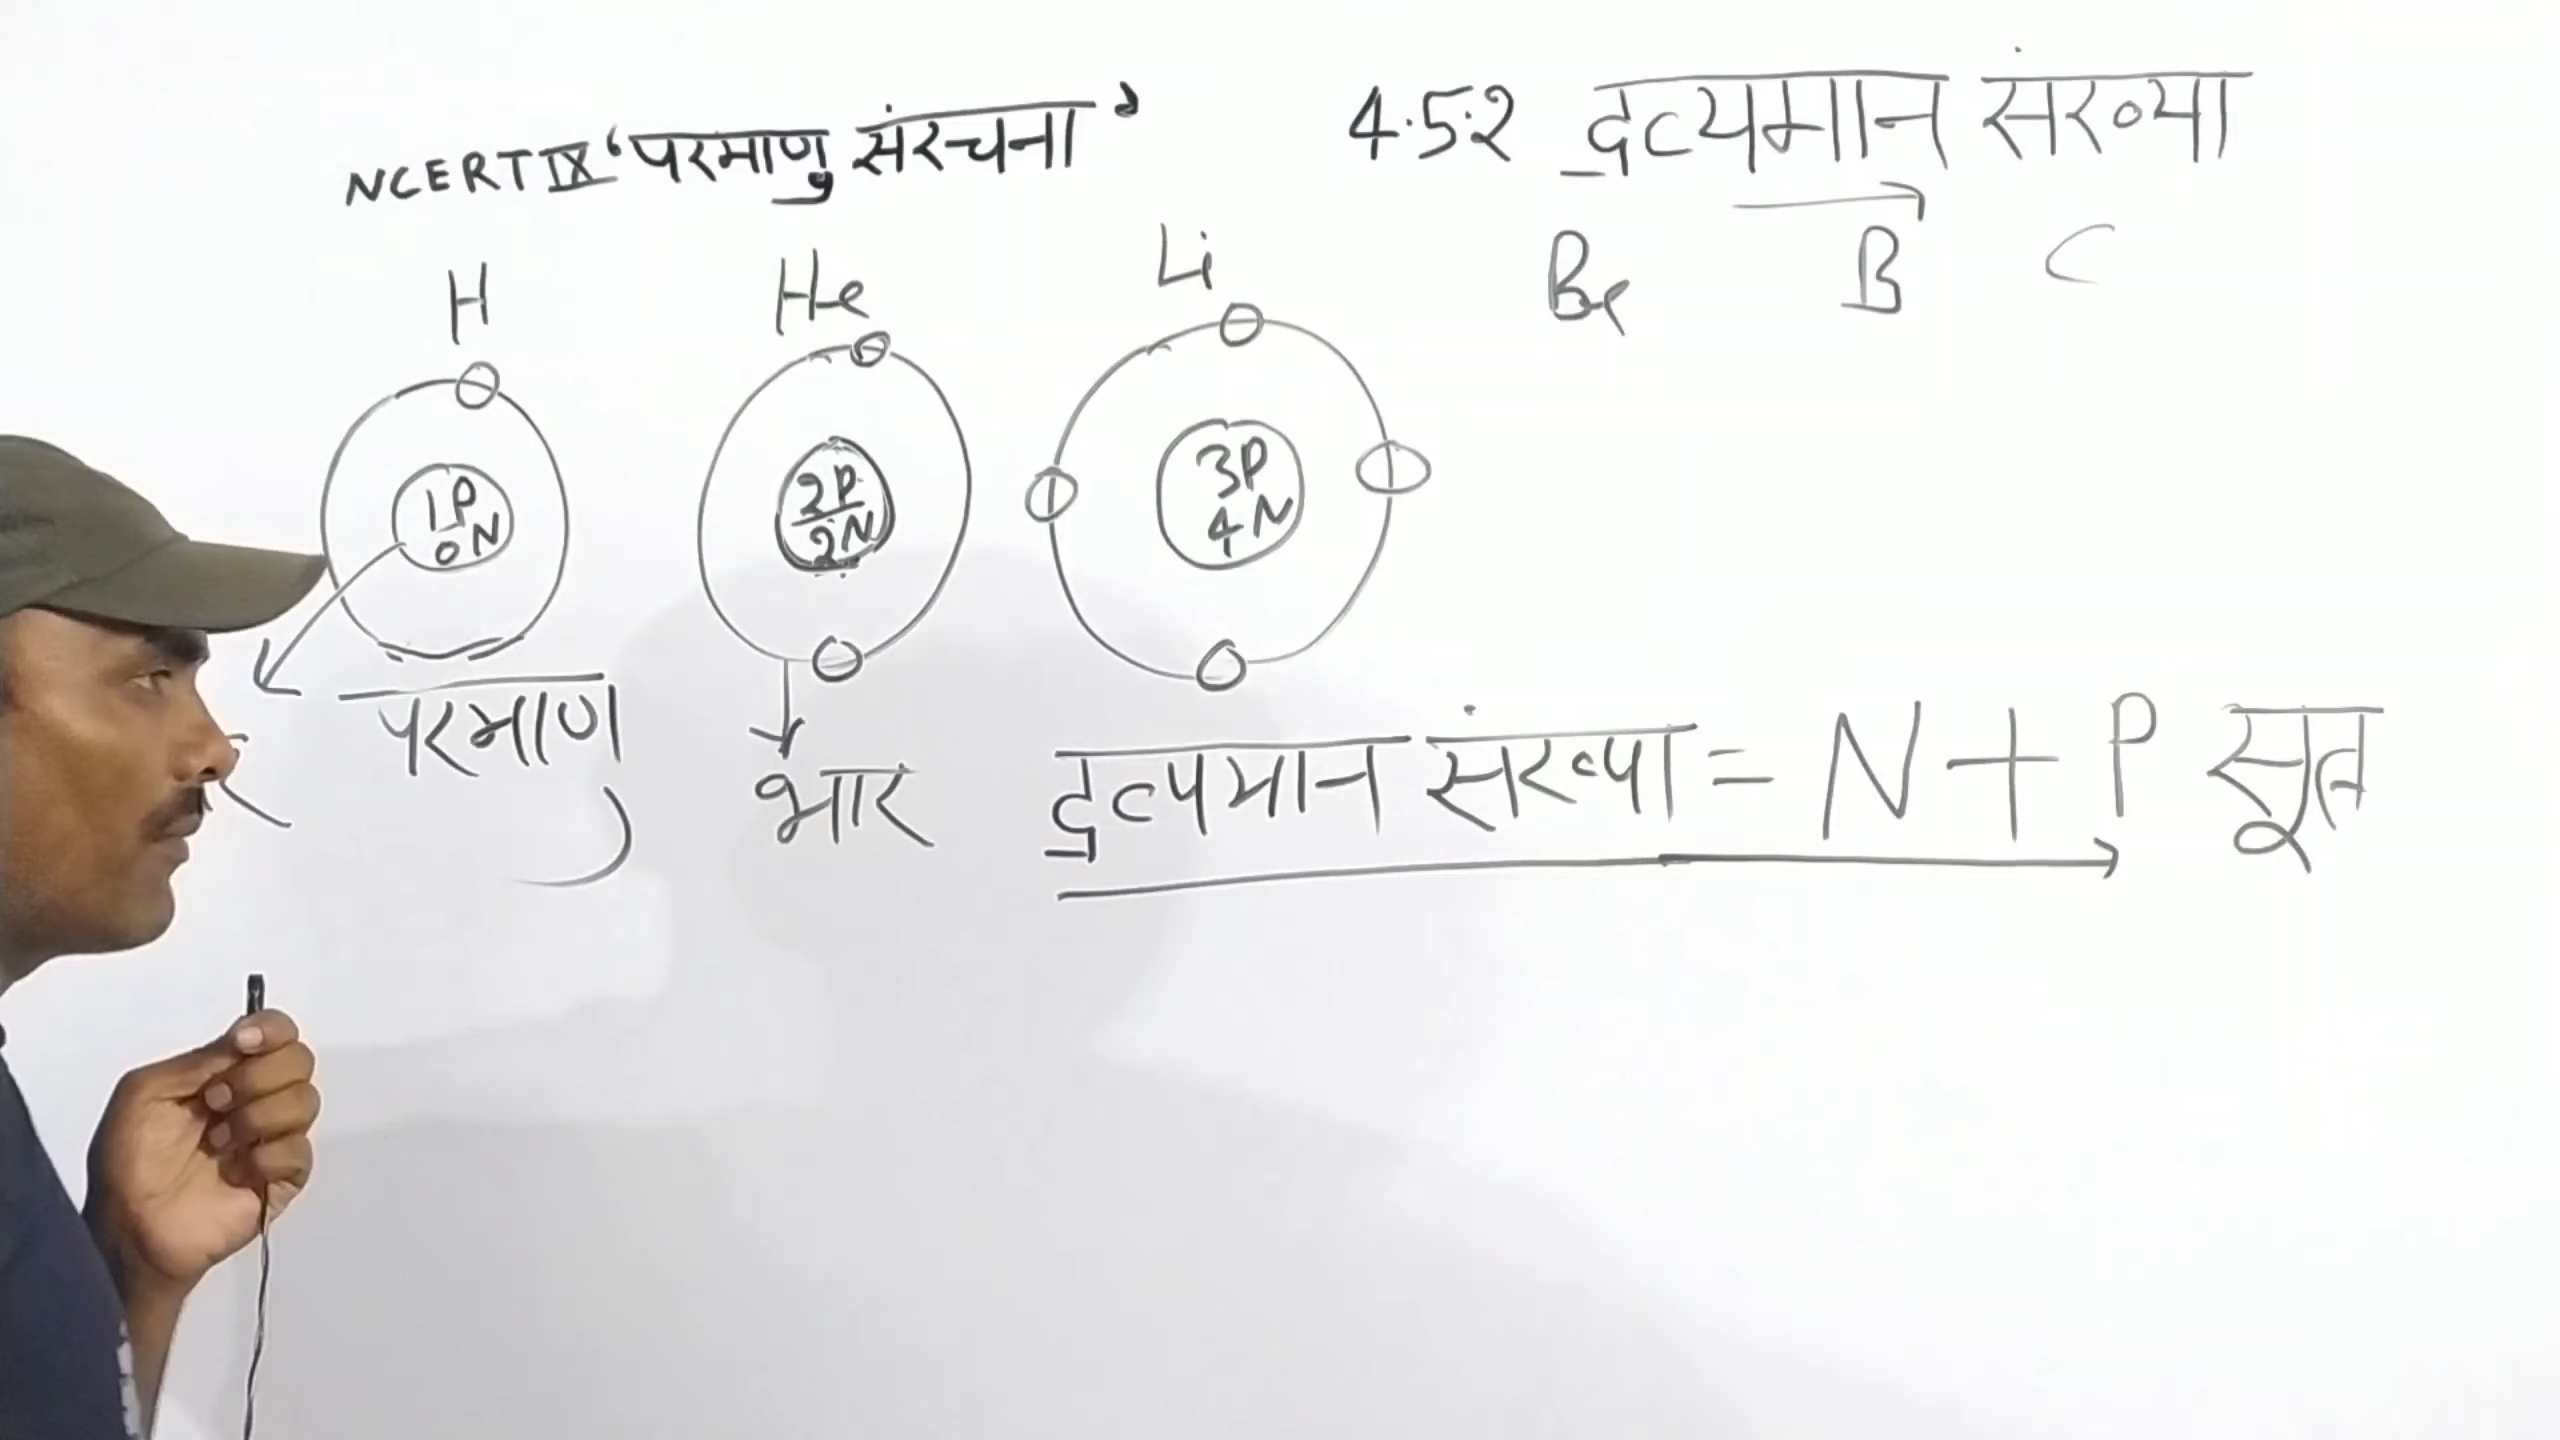 NCERT IX 'परमाणु संरचना'
4.5.2 द्रव्यमान संख्या
H He Li Be B C
1P 2P 3P
0N 2N 4N
परमाणु भार
द्रव्यमान संख्या = N + P सूत्र